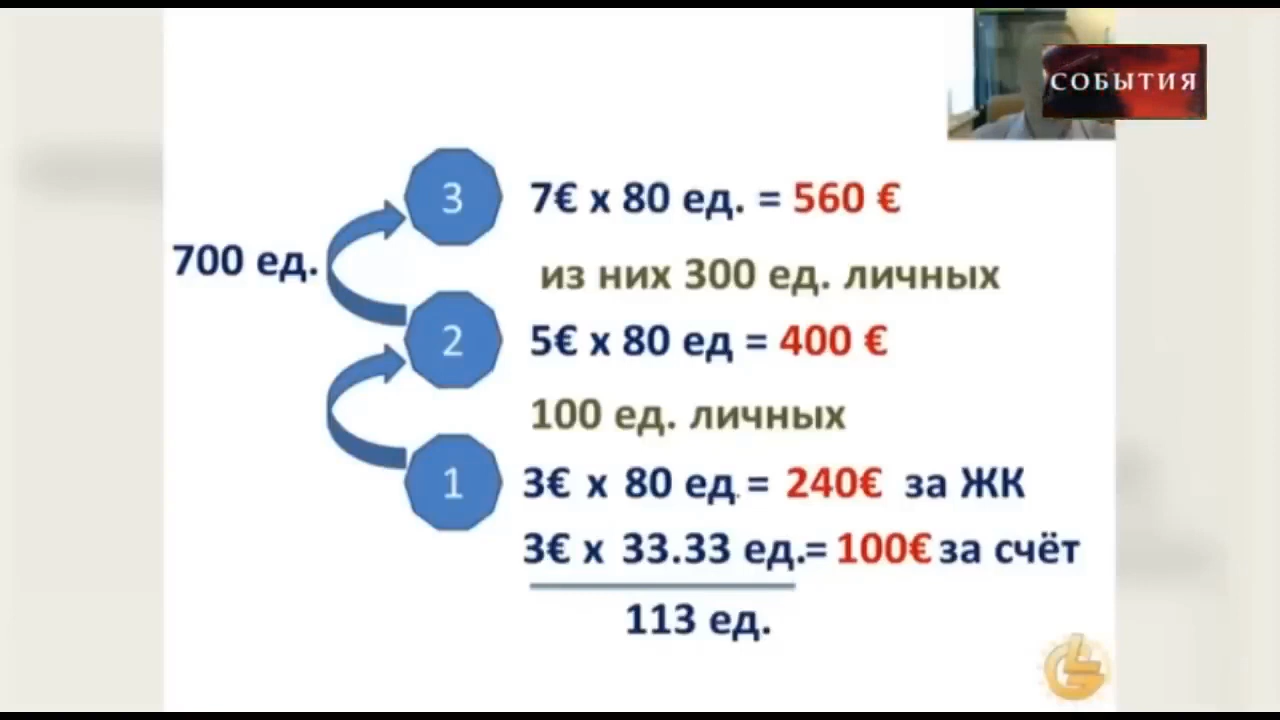 СОБЫТИЯ
3
7€ х 80 ед. = 560 €
700 ед.
из них 300 ед. личных
2
5€ х 80 ед = 400 €
100 ед. личных
1
3€ х 80 ед. = 240€ за ЖК
3€ х 33.33 ед.= 100€ за счёт
113 ед.